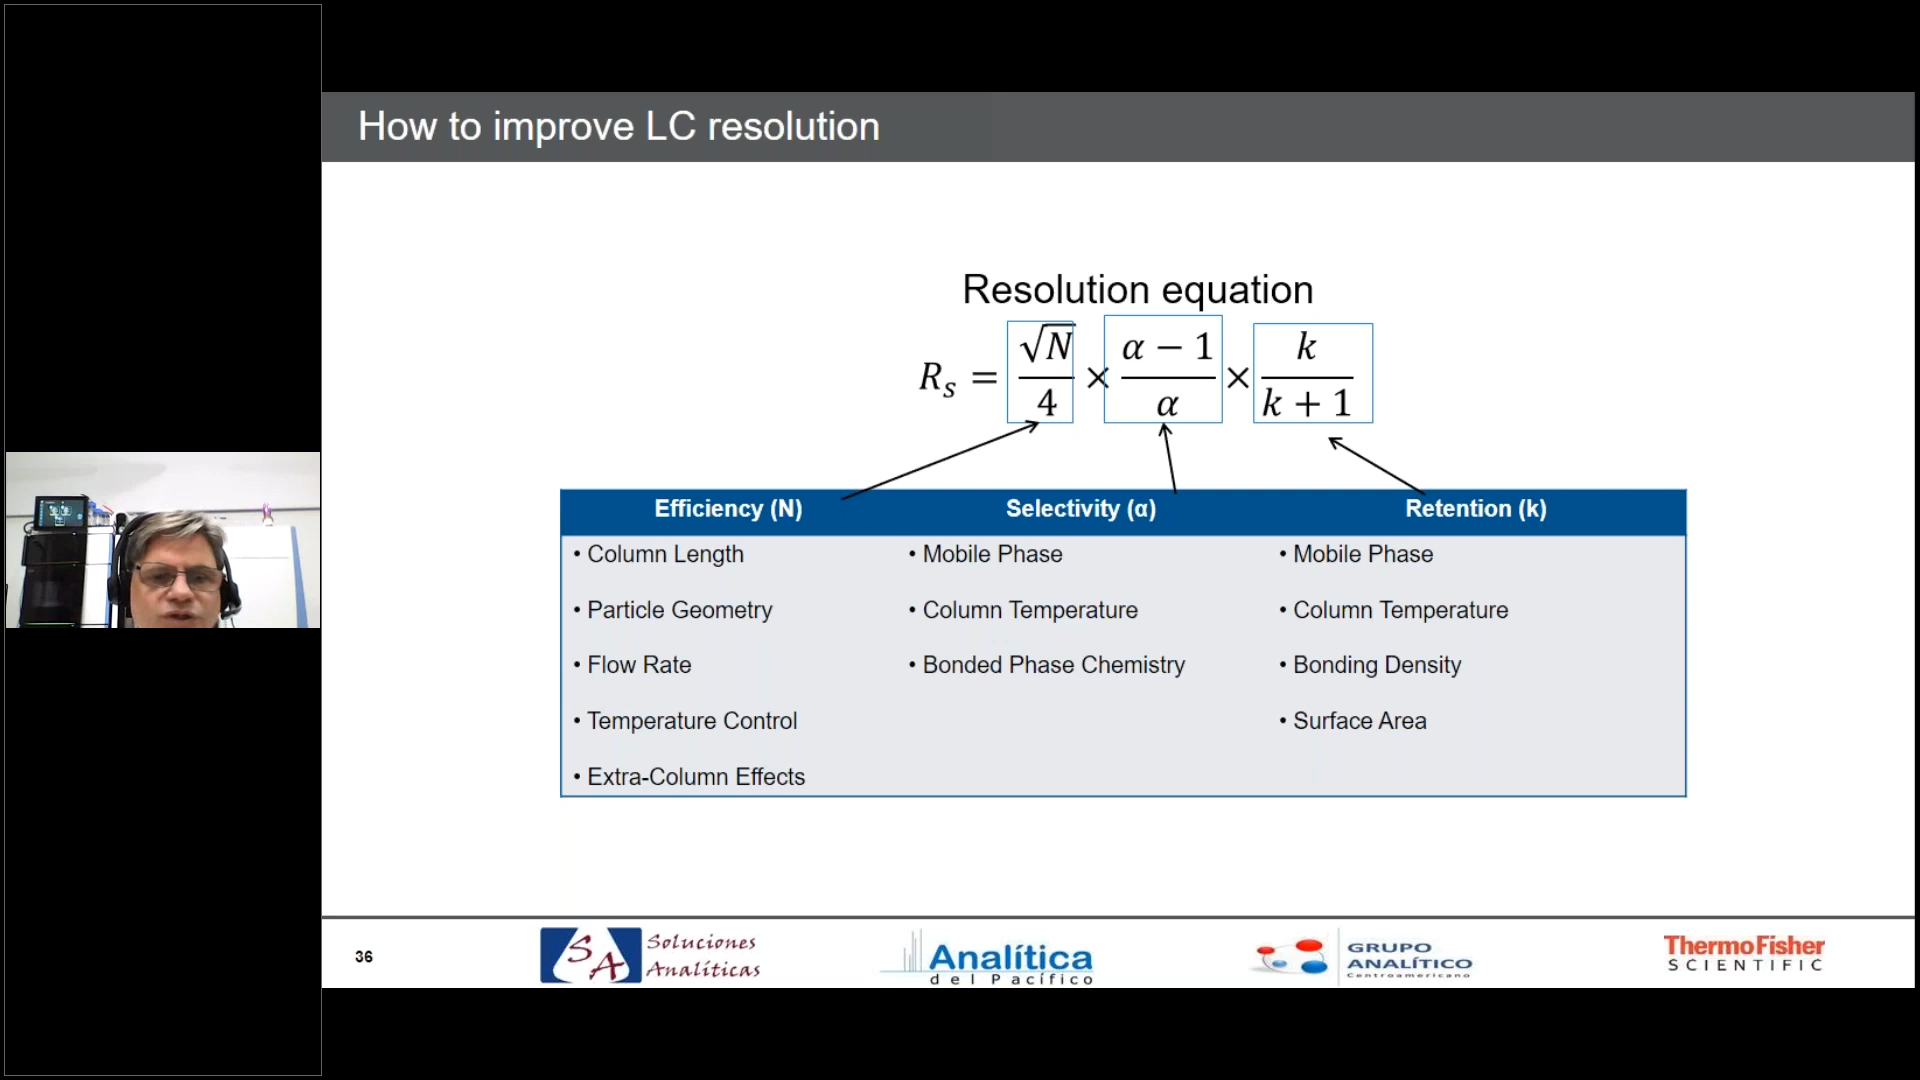 How to improve LC resolution
Resolution equation
R_s = √N/4 × (α − 1)/α × k/(k + 1)
Efficiency (N) Selectivity (α) Retention (k)
• Column Length • Mobile Phase • Mobile Phase
• Particle Geometry • Column Temperature • Column Temperature
• Flow Rate • Bonded Phase Chemistry • Bonding Density
• Temperature Control • Surface Area
• Extra-Column Effects
36
SA
Soluciones
Analíticas
Analítica
del Pacífico
GRUPO
ANALÍTICO
Centroamericano
ThermoFisher
SCIENTIFIC